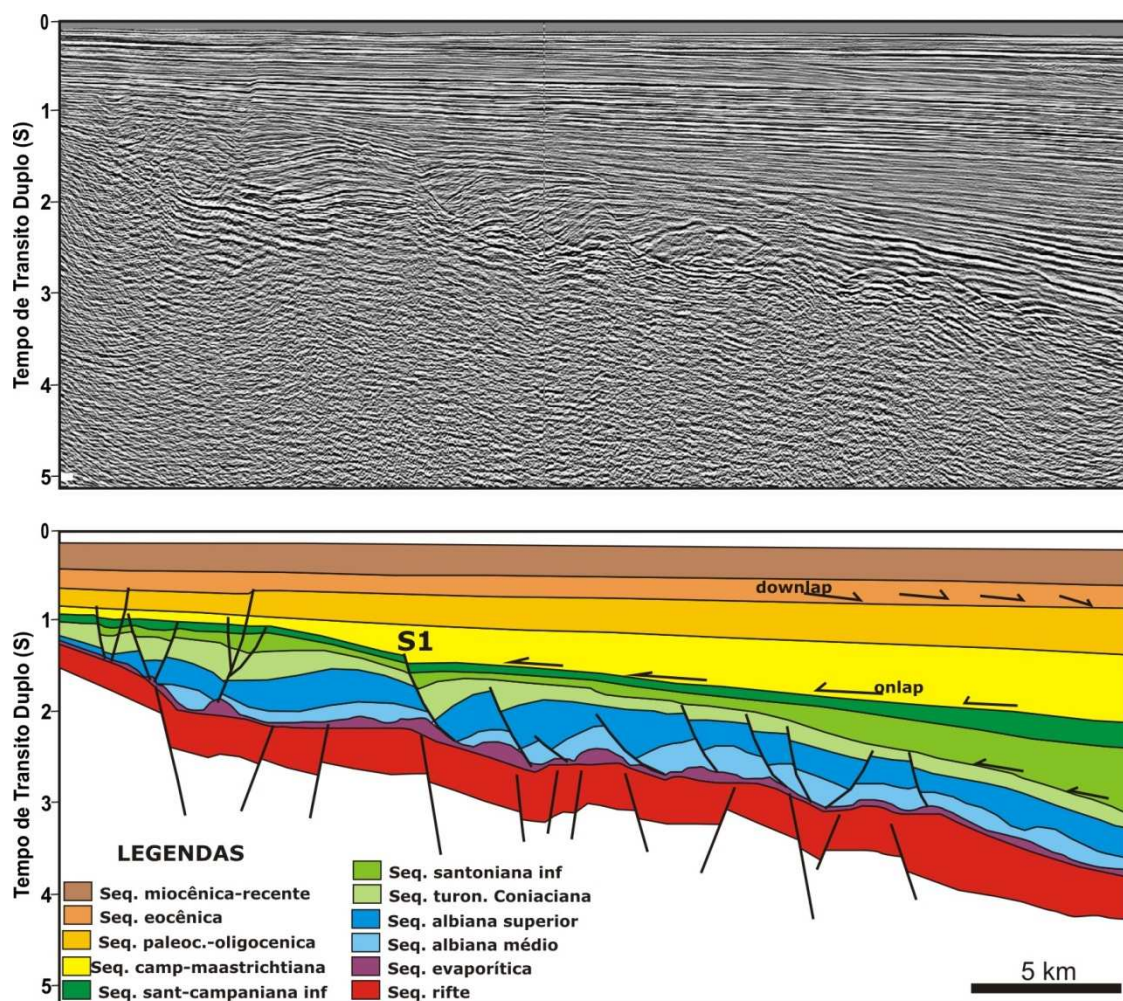 Tempo de Transito Duplo (S)
0
1
2
3
4
5
Tempo de Transito Duplo (S)
0
1
2
3
4
5
downlap
S1
onlap
LEGENDAS
Seq. miocênica-recente
Seq. eocênica
Seq. paleoc.-oligocenica
Seq. camp-maastrichtiana
Seq. sant-campaniana inf
Seq. santoniana inf
Seq. turon. Coniaciana
Seq. albiana superior
Seq. albiana médio
Seq. evaporítica
Seq. rifte
5 km